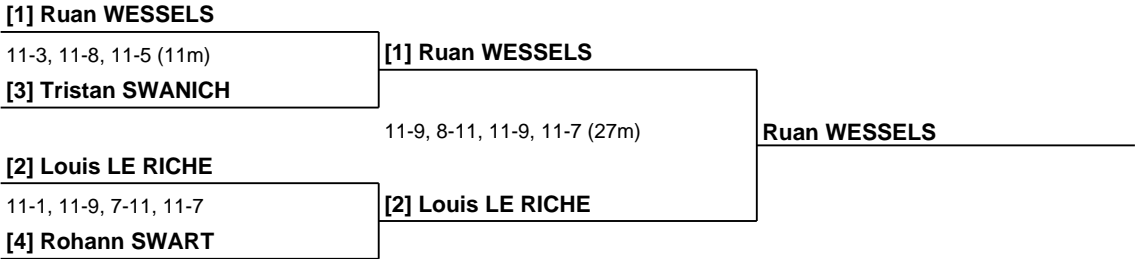 [1] Ruan WESSELS
11-3, 11-8, 11-5 (11m)
[1] Ruan WESSELS
[3] Tristan SWANICH
11-9, 8-11, 11-9, 11-7 (27m)
Ruan WESSELS
[2] Louis LE RICHE
11-1, 11-9, 7-11, 11-7
[2] Louis LE RICHE
[4] Rohann SWART